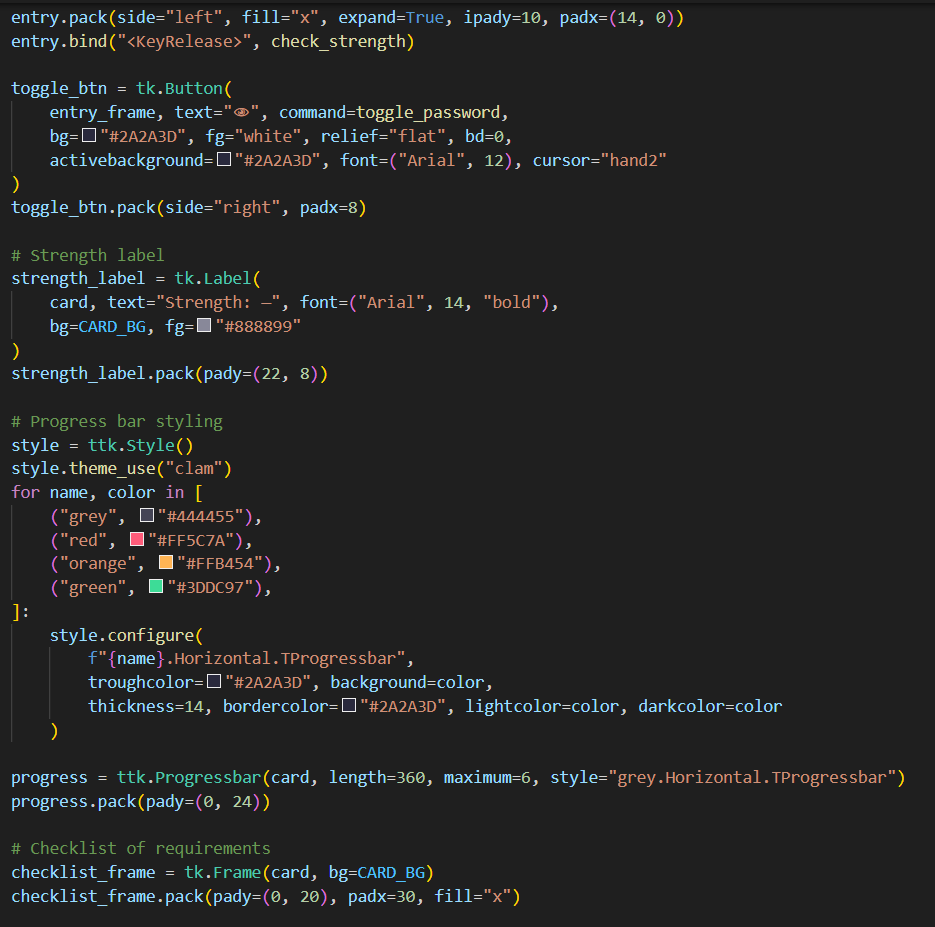 entry.pack(side="left", fill="x", expand=True, ipady=10, padx=(14, 0))
entry.bind("<KeyRelease>", check_strength)
toggle_btn = tk.Button(
    entry_frame, text="👁", command=toggle_password,
    bg="#2A2A3D", fg="white", relief="flat", bd=0,
    activebackground="#2A2A3D", font=("Arial", 12), cursor="hand2"
)
toggle_btn.pack(side="right", padx=8)
# Strength label
strength_label = tk.Label(
    card, text="Strength: —", font=("Arial", 14, "bold"),
    bg=CARD_BG, fg="#888899"
)
strength_label.pack(pady=(22, 8))
# Progress bar styling
style = ttk.Style()
style.theme_use("clam")
for name, color in [
    ("grey", "#444455"),
    ("red", "#FF5C7A"),
    ("orange", "#FFB454"),
    ("green", "#3DDC97"),
]:
    style.configure(
        f"{name}.Horizontal.TProgressbar",
        troughcolor="#2A2A3D", background=color,
        thickness=14, bordercolor="#2A2A3D", lightcolor=color, darkcolor=color
    )
progress = ttk.Progressbar(card, length=360, maximum=6, style="grey.Horizontal.TProgressbar")
progress.pack(pady=(0, 24))
# Checklist of requirements
checklist_frame = tk.Frame(card, bg=CARD_BG)
checklist_frame.pack(pady=(0, 20), padx=30, fill="x")